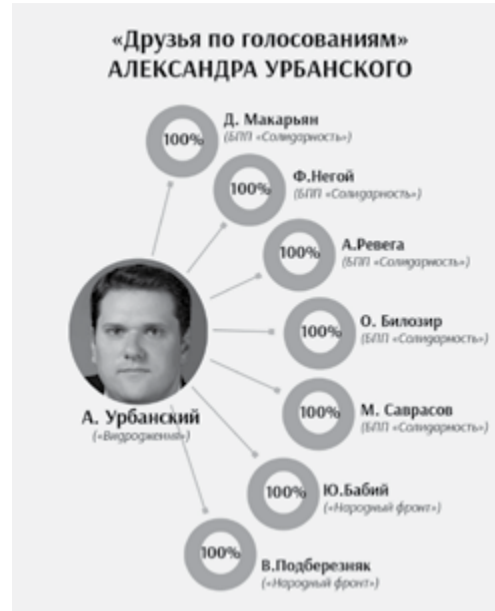 «Друзья по голосованиям»
АЛЕКСАНДРА УРБАНСКОГО
100%
Д. Макарьян
(БПП «Солидарность»)
100%
Ф.Негой
(БПП «Солидарность»)
100%
А.Ревега
(БПП «Солидарность»)
100%
О. Билозир
(БПП «Солидарность»)
100%
М. Саврасов
(БПП «Солидарность»)
А. Урбанский
(«Видродження»)
100%
Ю.Бабий
(«Народный фронт»)
100%
В.Подберезняк
(«Народный фронт»)